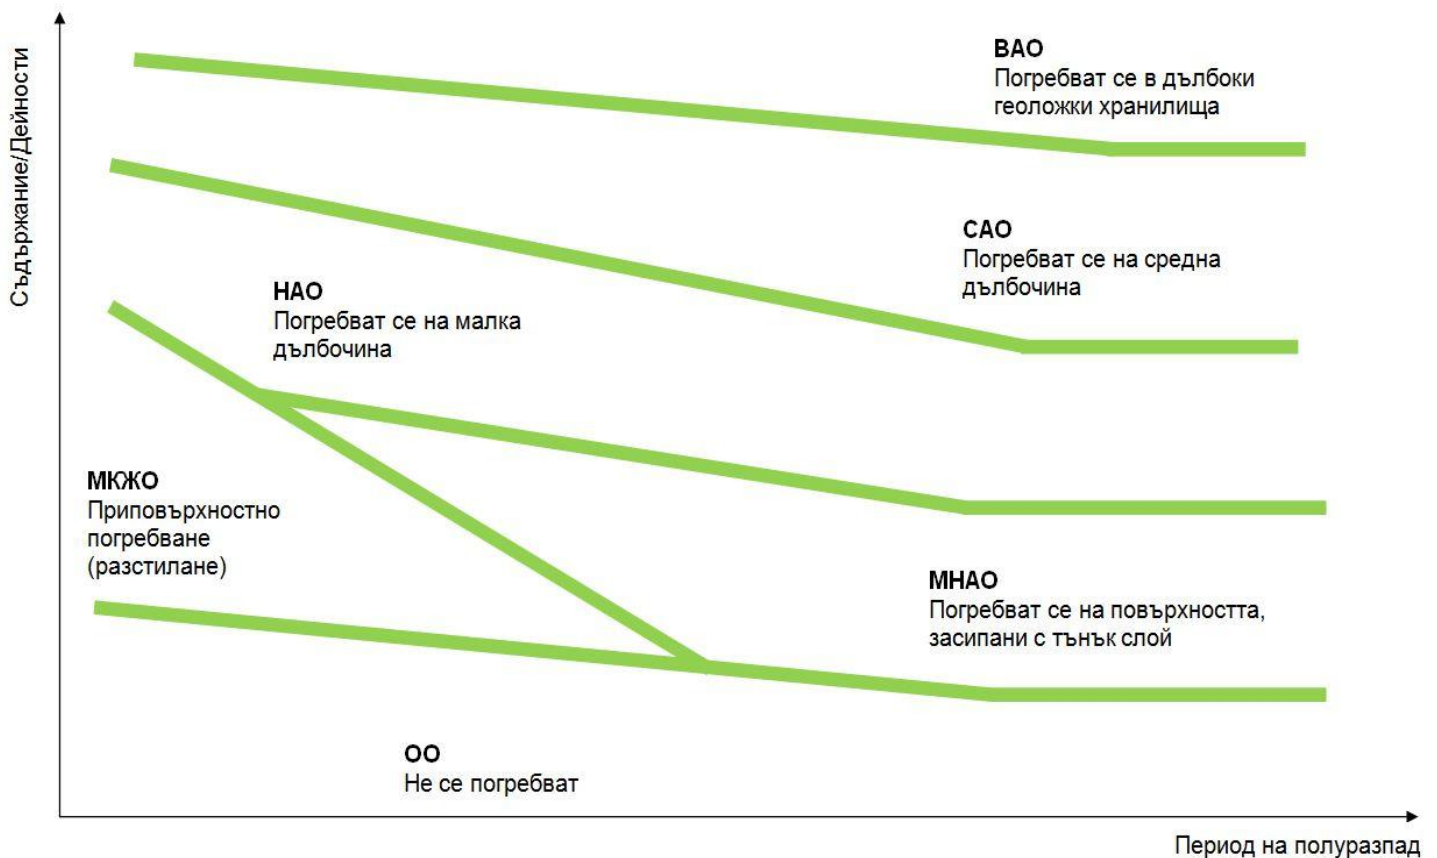 Съдържание/Дейности
ВАО
Погребват се в дълбоки
геоложки хранилища
САО
Погребват се на средна
дълбочина
НАО
Погребват се на малка
дълбочина
МКЖО
Приповърхностно
погребване
(разстилане)
МНАО
Погребват се на повърхността,
засипани с тънък слой
ОО
Не се погребват
Период на полуразпад